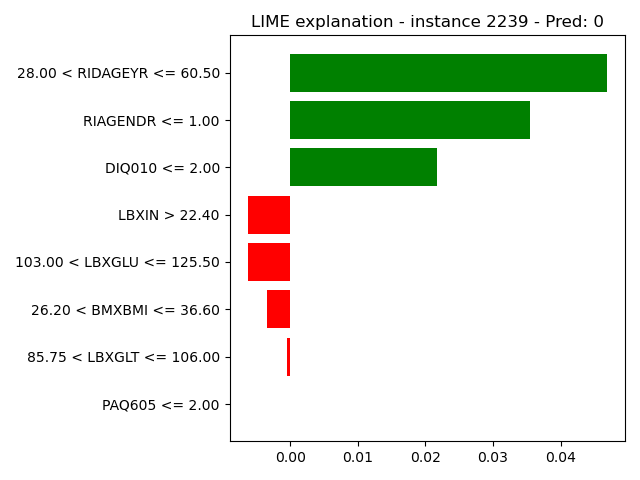 LIME explanation - instance 2239 - Pred: 0
28.00 < RIDAGEYR <= 60.50
RIAGENDR <= 1.00
DIQ010 <= 2.00
LBXIN > 22.40
103.00 < LBXGLU <= 125.50
26.20 < BMXBMI <= 36.60
85.75 < LBXGLT <= 106.00
PAQ605 <= 2.00
0.00 0.01 0.02 0.03 0.04